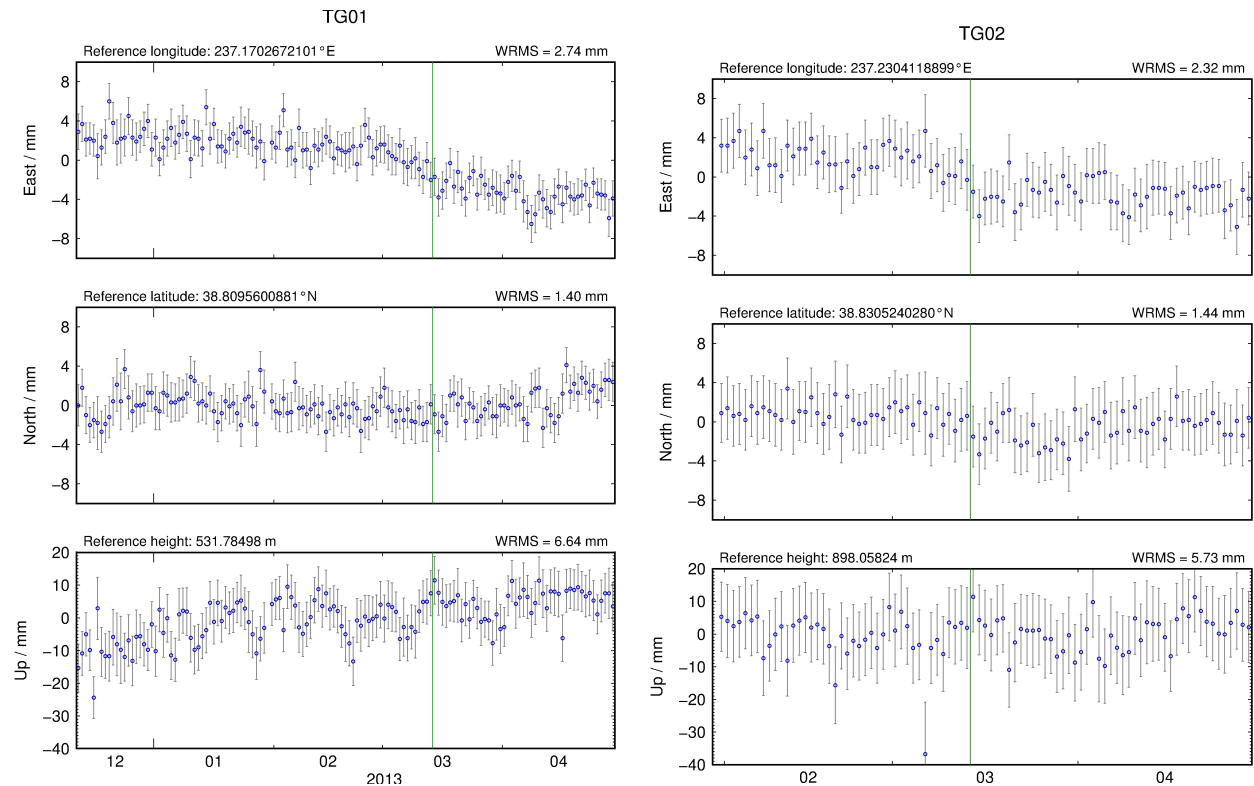 TG01
Reference longitude: 237.1702672101°E WRMS = 2.74 mm
8
4
0
−4
−8
East / mm
Reference latitude: 38.8095600881°N WRMS = 1.40 mm
8
4
0
−4
−8
North / mm
Reference height: 531.78498 m WRMS = 6.64 mm
20
10
0
−10
−20
−30
−40
Up / mm
12 01 02 03 04
2013
TG02
Reference longitude: 237.2304118899°E WRMS = 2.32 mm
8
4
0
−4
−8
East / mm
Reference latitude: 38.8305240280°N WRMS = 1.44 mm
8
4
0
−4
−8
North / mm
Reference height: 898.05824 m WRMS = 5.73 mm
20
10
0
−10
−20
−30
−40
Up / mm
02 03 04